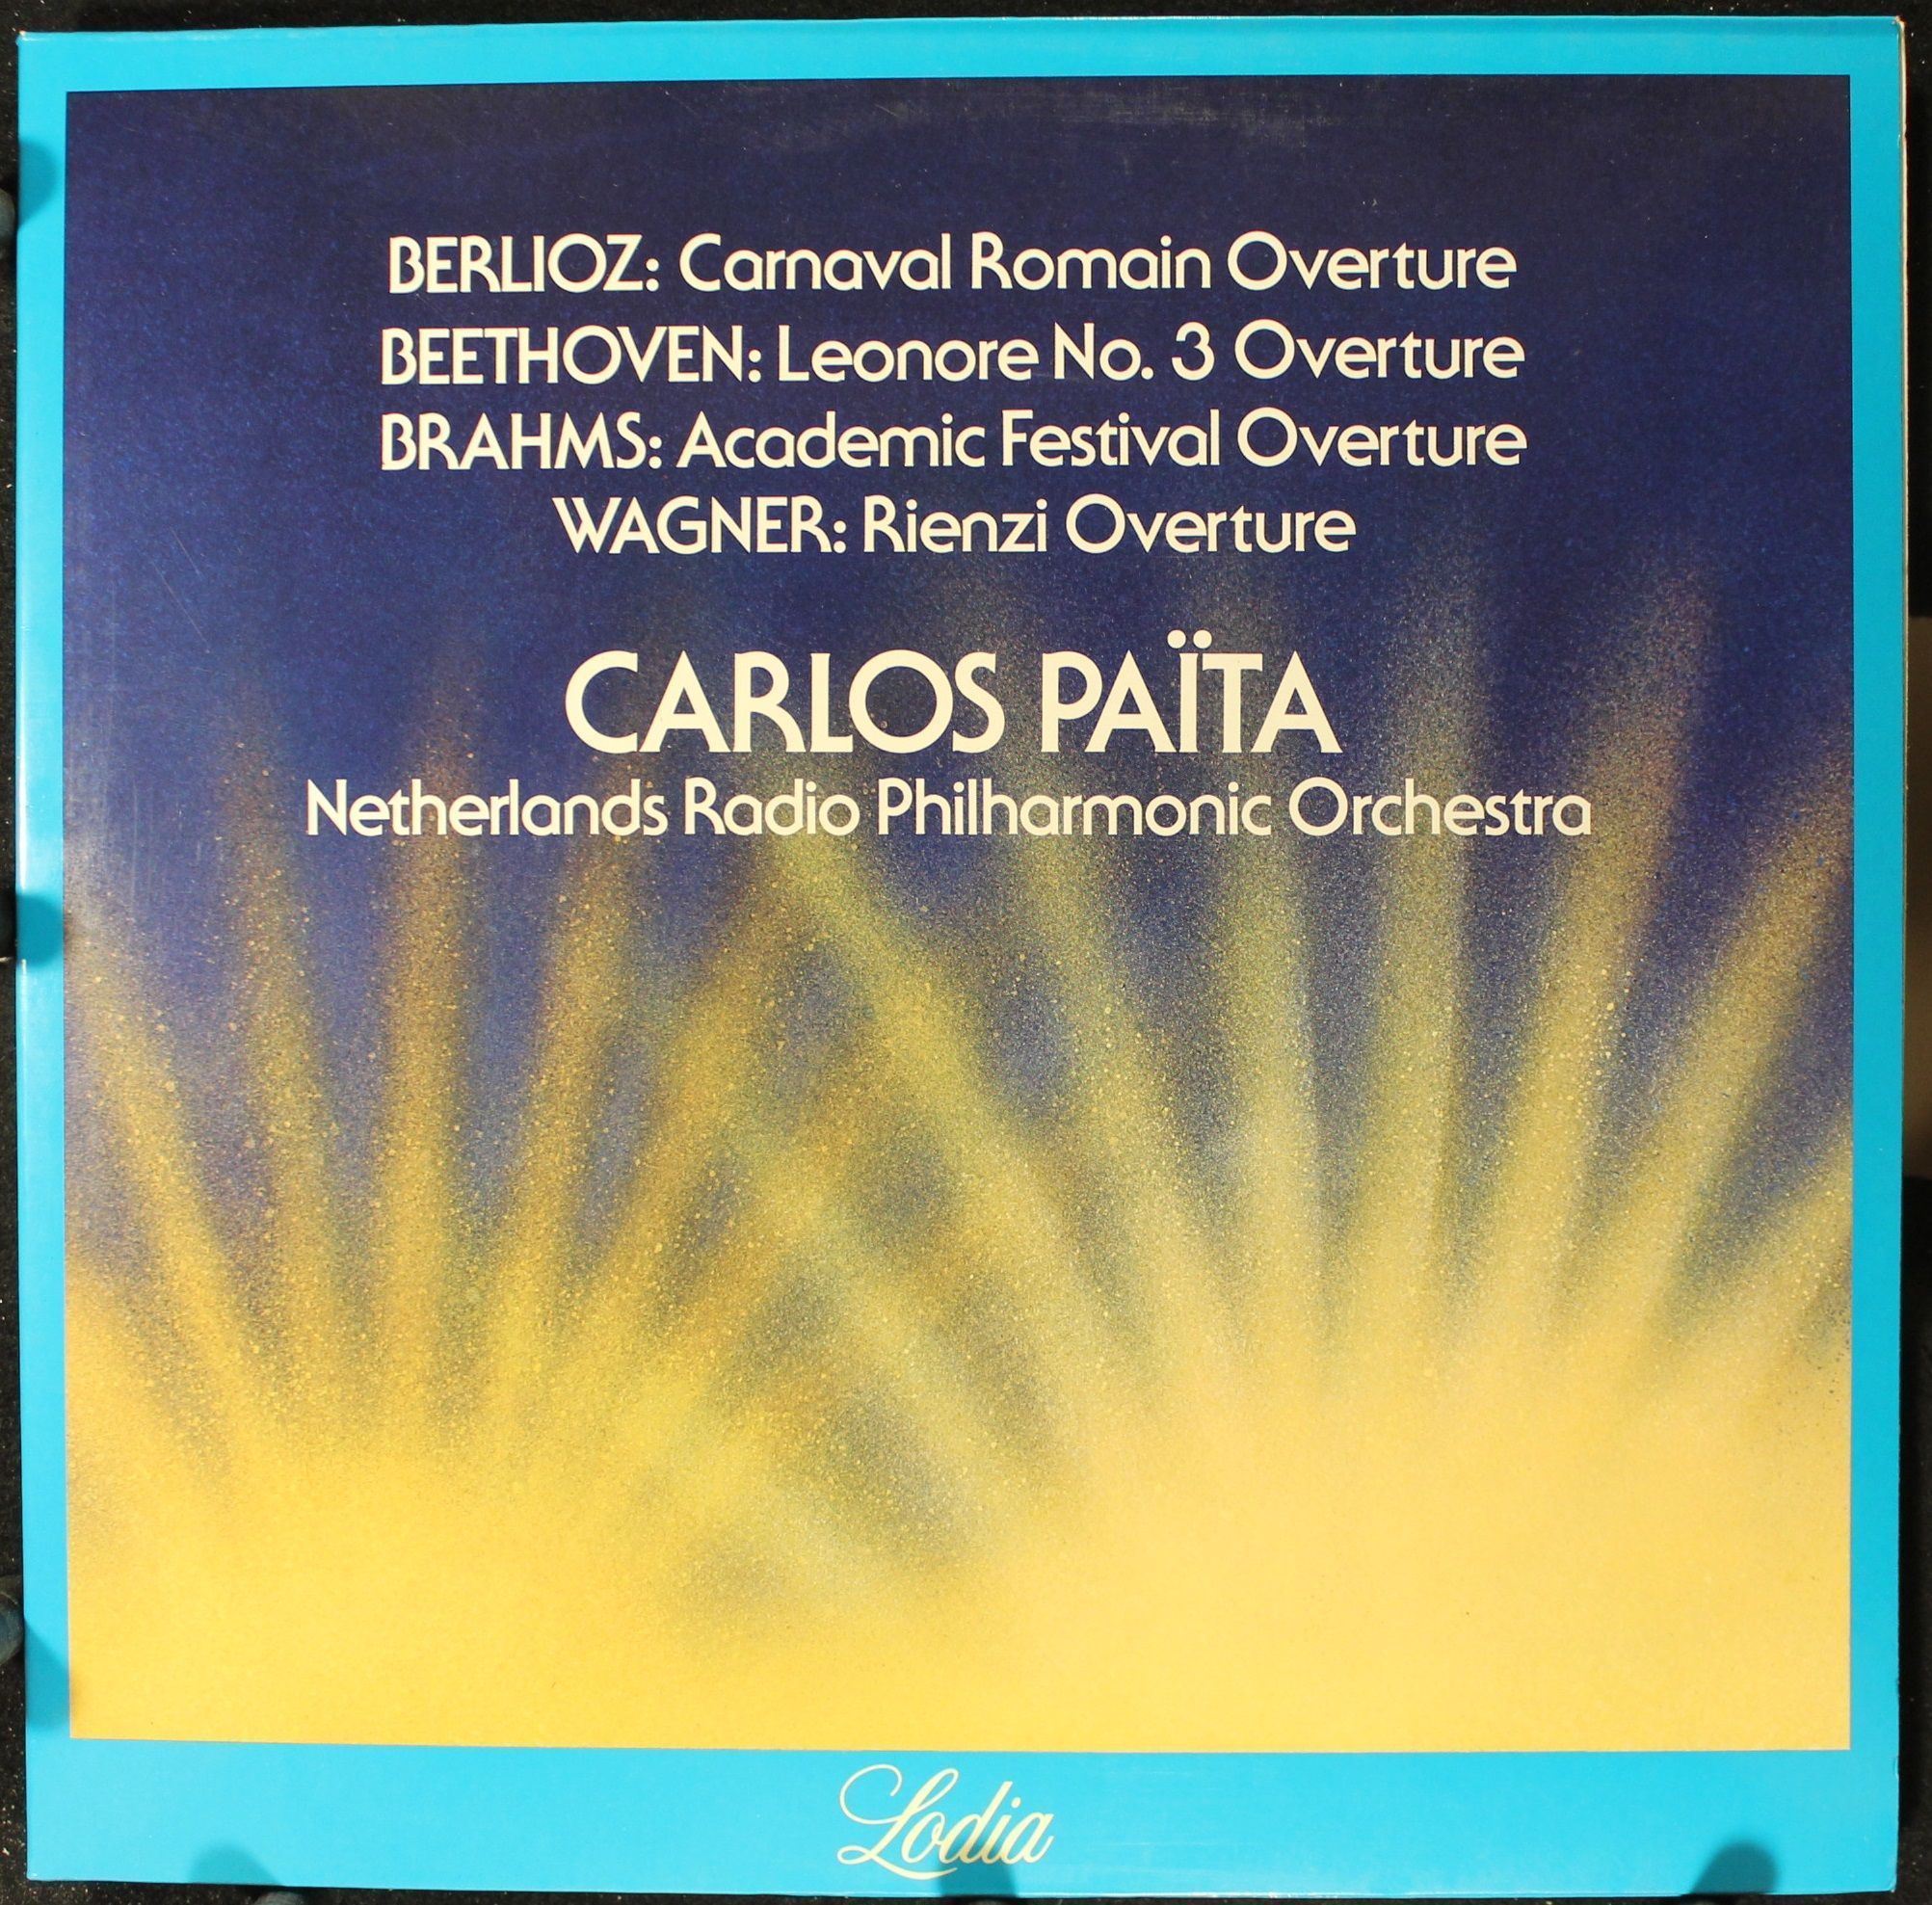 BERLIOZ: Carnaval Romain Overture
BEETHOVEN: Leonore No. 3 Overture
BRAHMS: Academic Festival Overture
WAGNER: Rienzi Overture
CARLOS PAÏTA
Netherlands Radio Philharmonic Orchestra
Lodia